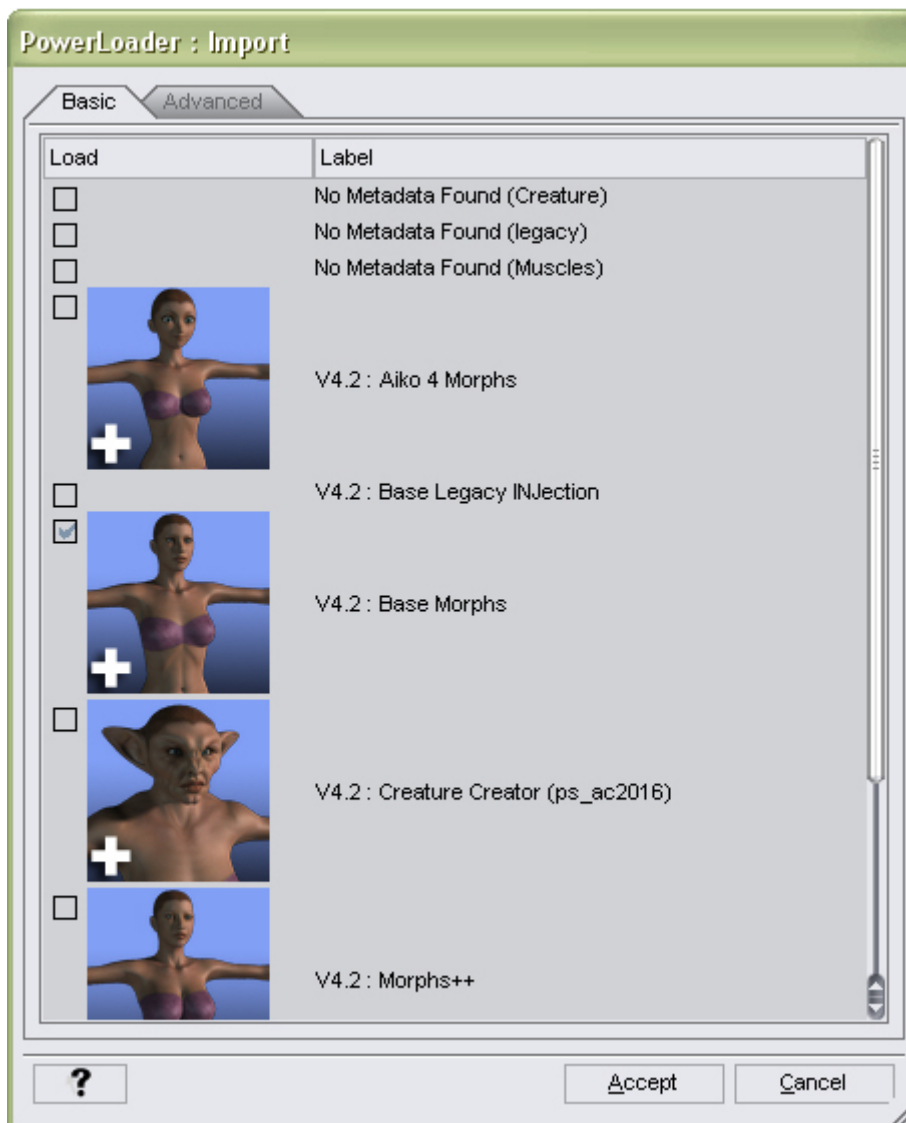 PowerLoader : Import
Basic Advanced
Load Label
No Metadata Found (Creature)
No Metadata Found (legacy)
No Metadata Found (Muscles)
V4.2 : Aiko 4 Morphs
V4.2 : Base Legacy INJection
V4.2 : Base Morphs
V4.2 : Creature Creator (ps_ac2016)
V4.2 : Morphs++
? Accept Cancel